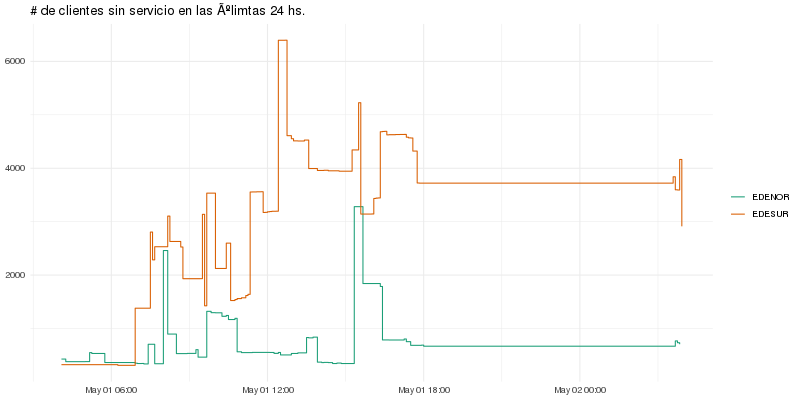 # de clientes sin servicio en las Ãºlimtas 24 hs.
6000
4000
2000
May 01 06:00
May 01 12:00
May 01 18:00
May 02 00:00
EDENOR
EDESUR